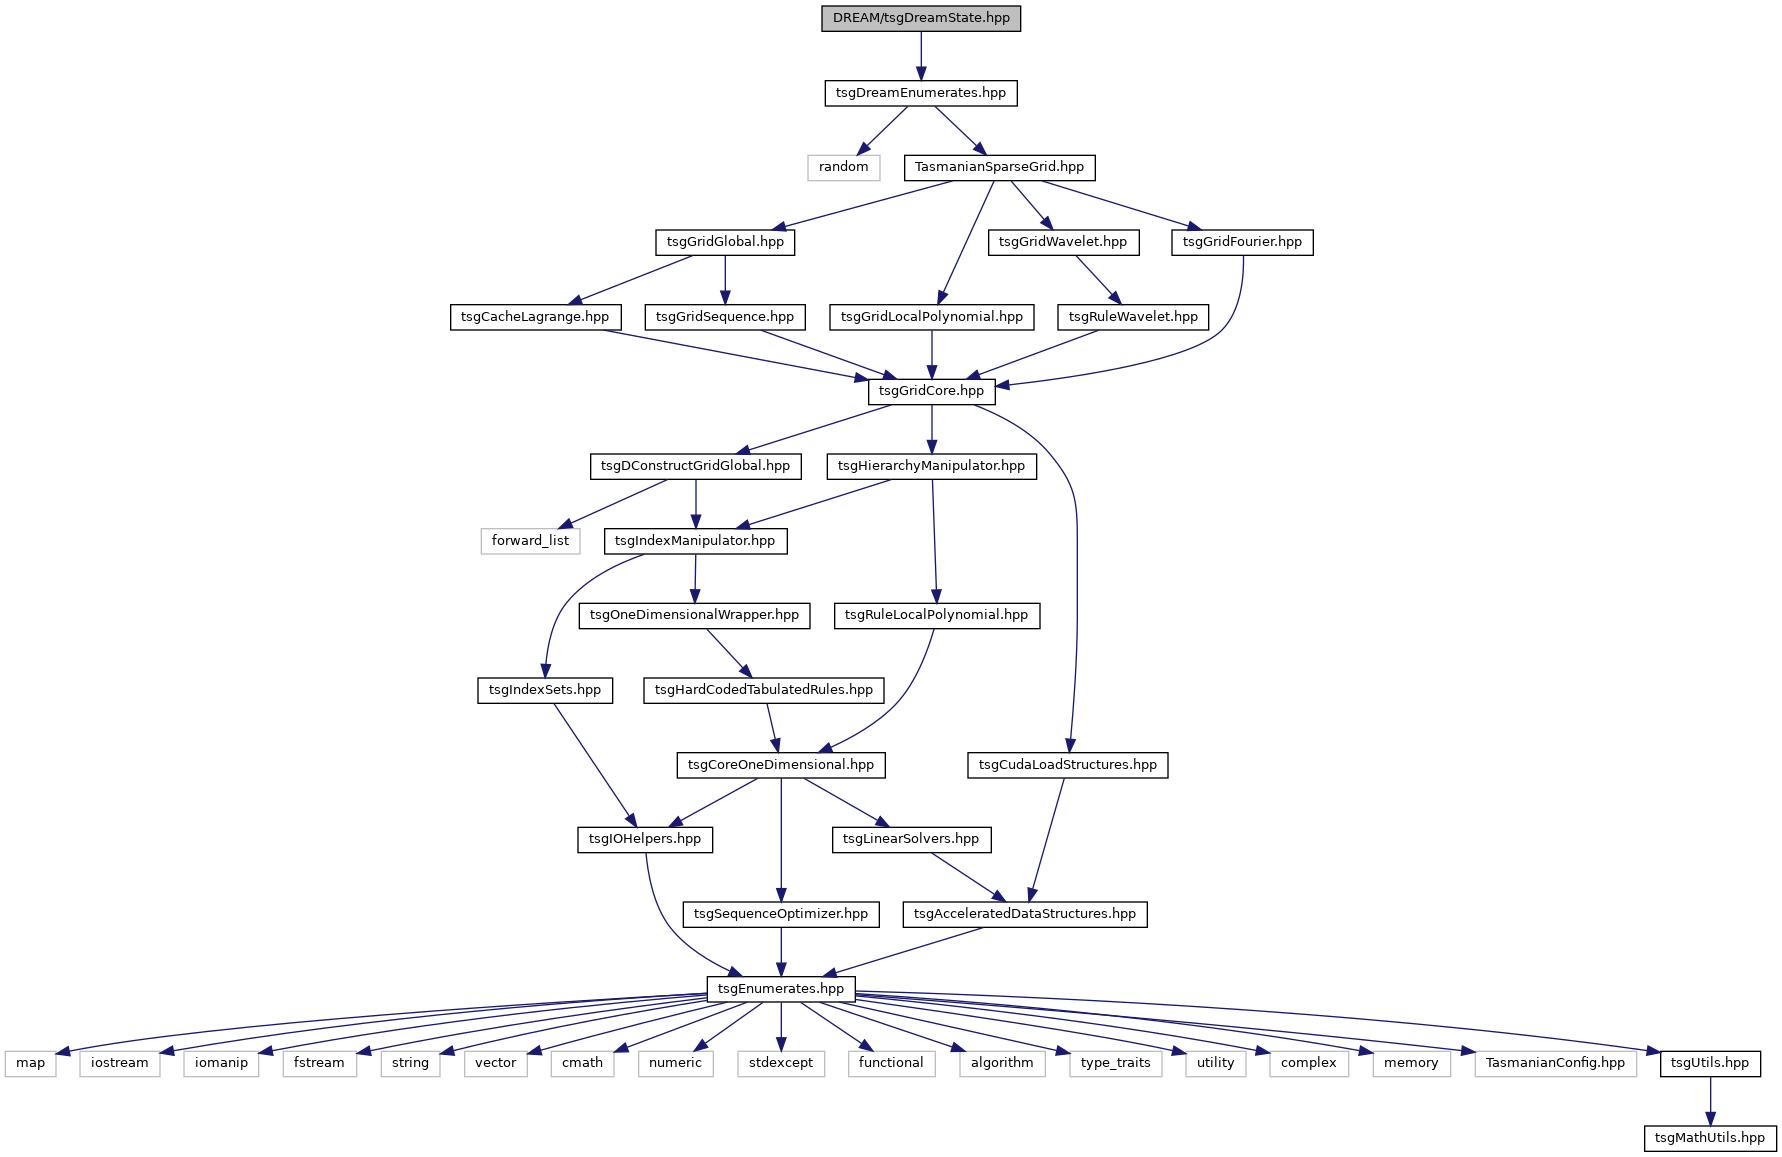 DREAM/tsgDreamState.hpp
tsgDreamEnumerates.hpp
random
TasmanianSparseGrid.hpp
tsgGridGlobal.hpp
tsgGridWavelet.hpp
tsgGridFourier.hpp
tsgCacheLagrange.hpp
tsgGridSequence.hpp
tsgGridLocalPolynomial.hpp
tsgRuleWavelet.hpp
tsgGridCore.hpp
tsgDConstructGridGlobal.hpp
tsgHierarchyManipulator.hpp
forward_list
tsgIndexManipulator.hpp
tsgOneDimensionalWrapper.hpp
tsgRuleLocalPolynomial.hpp
tsgIndexSets.hpp
tsgHardCodedTabulatedRules.hpp
tsgCoreOneDimensional.hpp
tsgCudaLoadStructures.hpp
tsgIOHelpers.hpp
tsgLinearSolvers.hpp
tsgSequenceOptimizer.hpp
tsgAcceleratedDataStructures.hpp
tsgEnumerates.hpp
map
iostream
iomanip
fstream
string
vector
cmath
numeric
stdexcept
functional
algorithm
type_traits
utility
complex
memory
TasmanianConfig.hpp
tsgUtils.hpp
tsgMathUtils.hpp